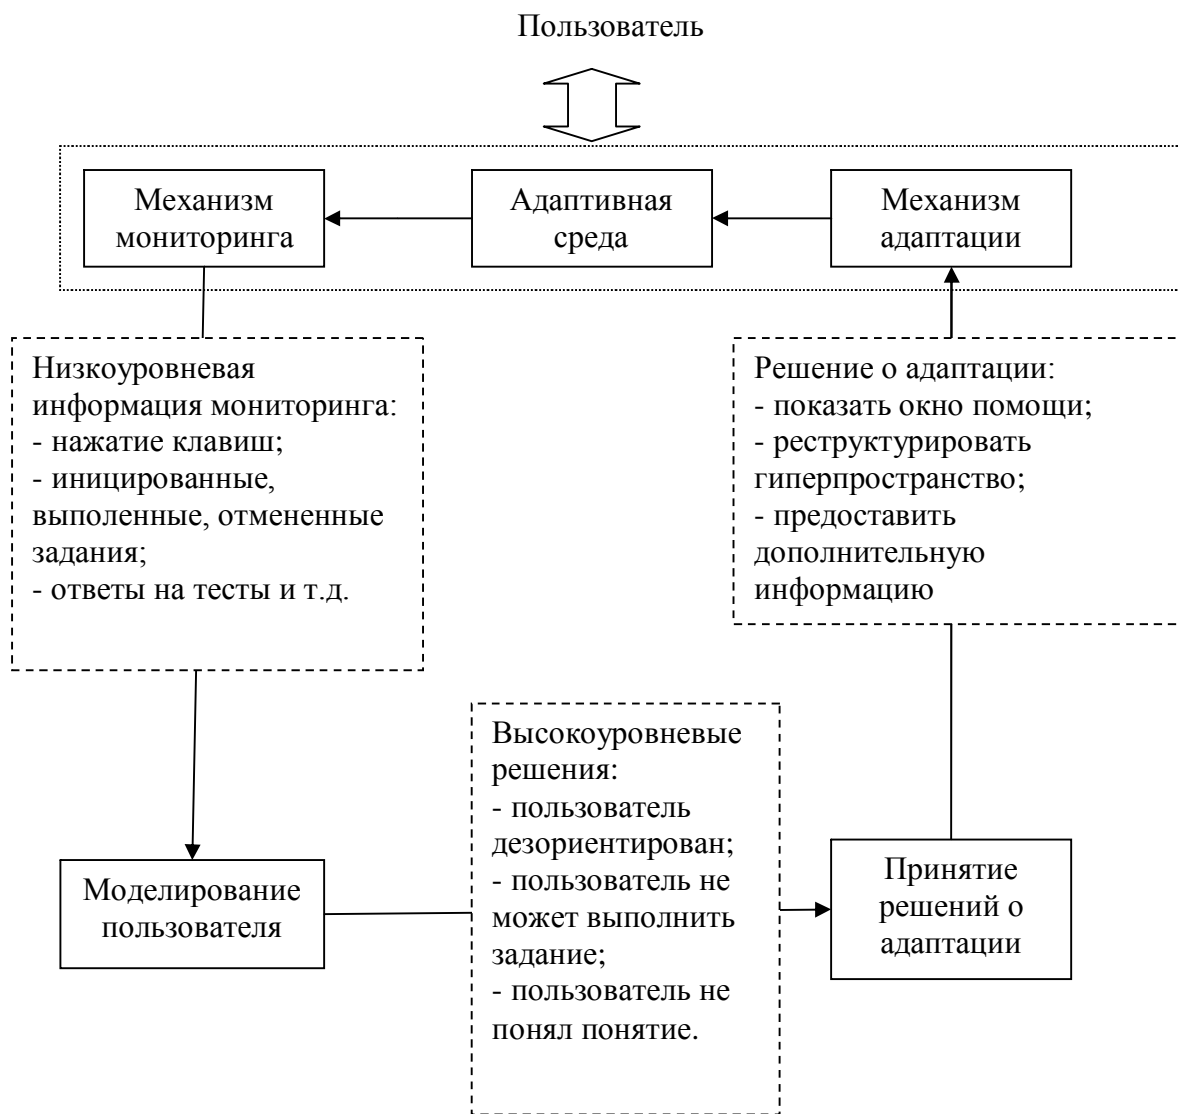 Пользователь
Механизм
мониторинга
Адаптивная
среда
Механизм
адаптации
Низкоуровневая
информация мониторинга:
- нажатие клавиш;
- иницированные,
выполенные, отмененные
задания;
- ответы на тесты и т.д.
Решение о адаптации:
- показать окно помощи;
- реструктурировать
гиперпространство;
- предоставить
дополнительную
информацию
Высокоуровневые
решения:
- пользователь
дезориентирован;
- пользователь не
может выполнить
задание;
- пользователь не
понял понятие.
Моделирование
пользователя
Принятие
решений о
адаптации